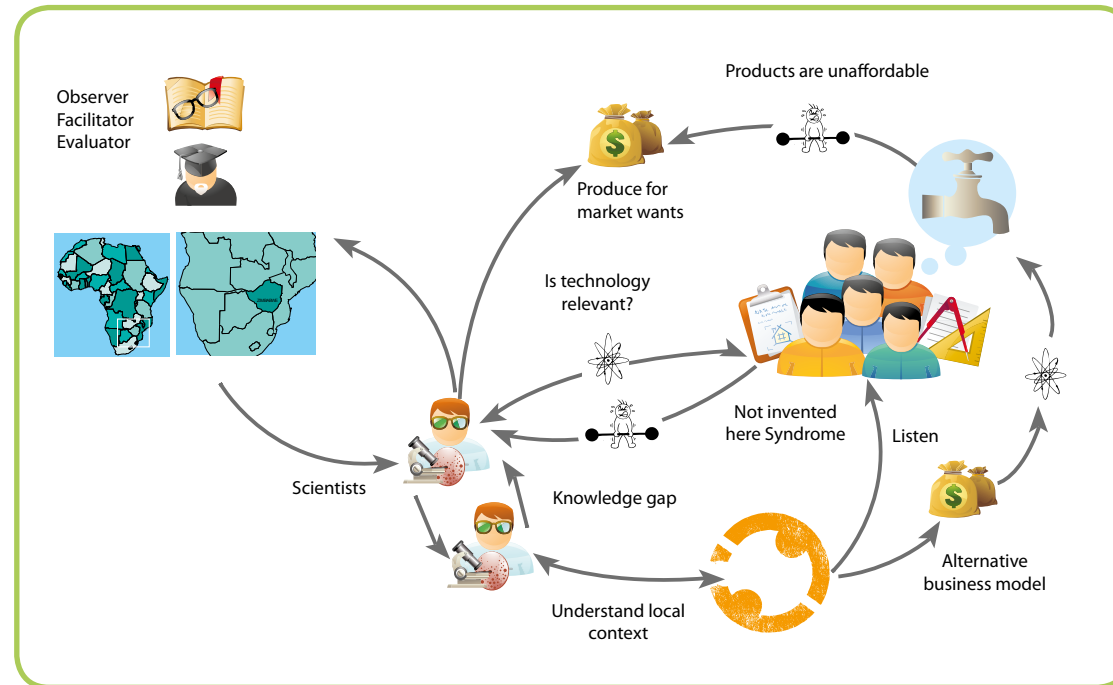 Observer
Facilitator
Evaluator
Products are unaffordable
Produce for
market wants
Is technology
relevant?
Not invented
here Syndrome
Listen
Scientists
Knowledge gap
Alternative
business model
Understand local
context